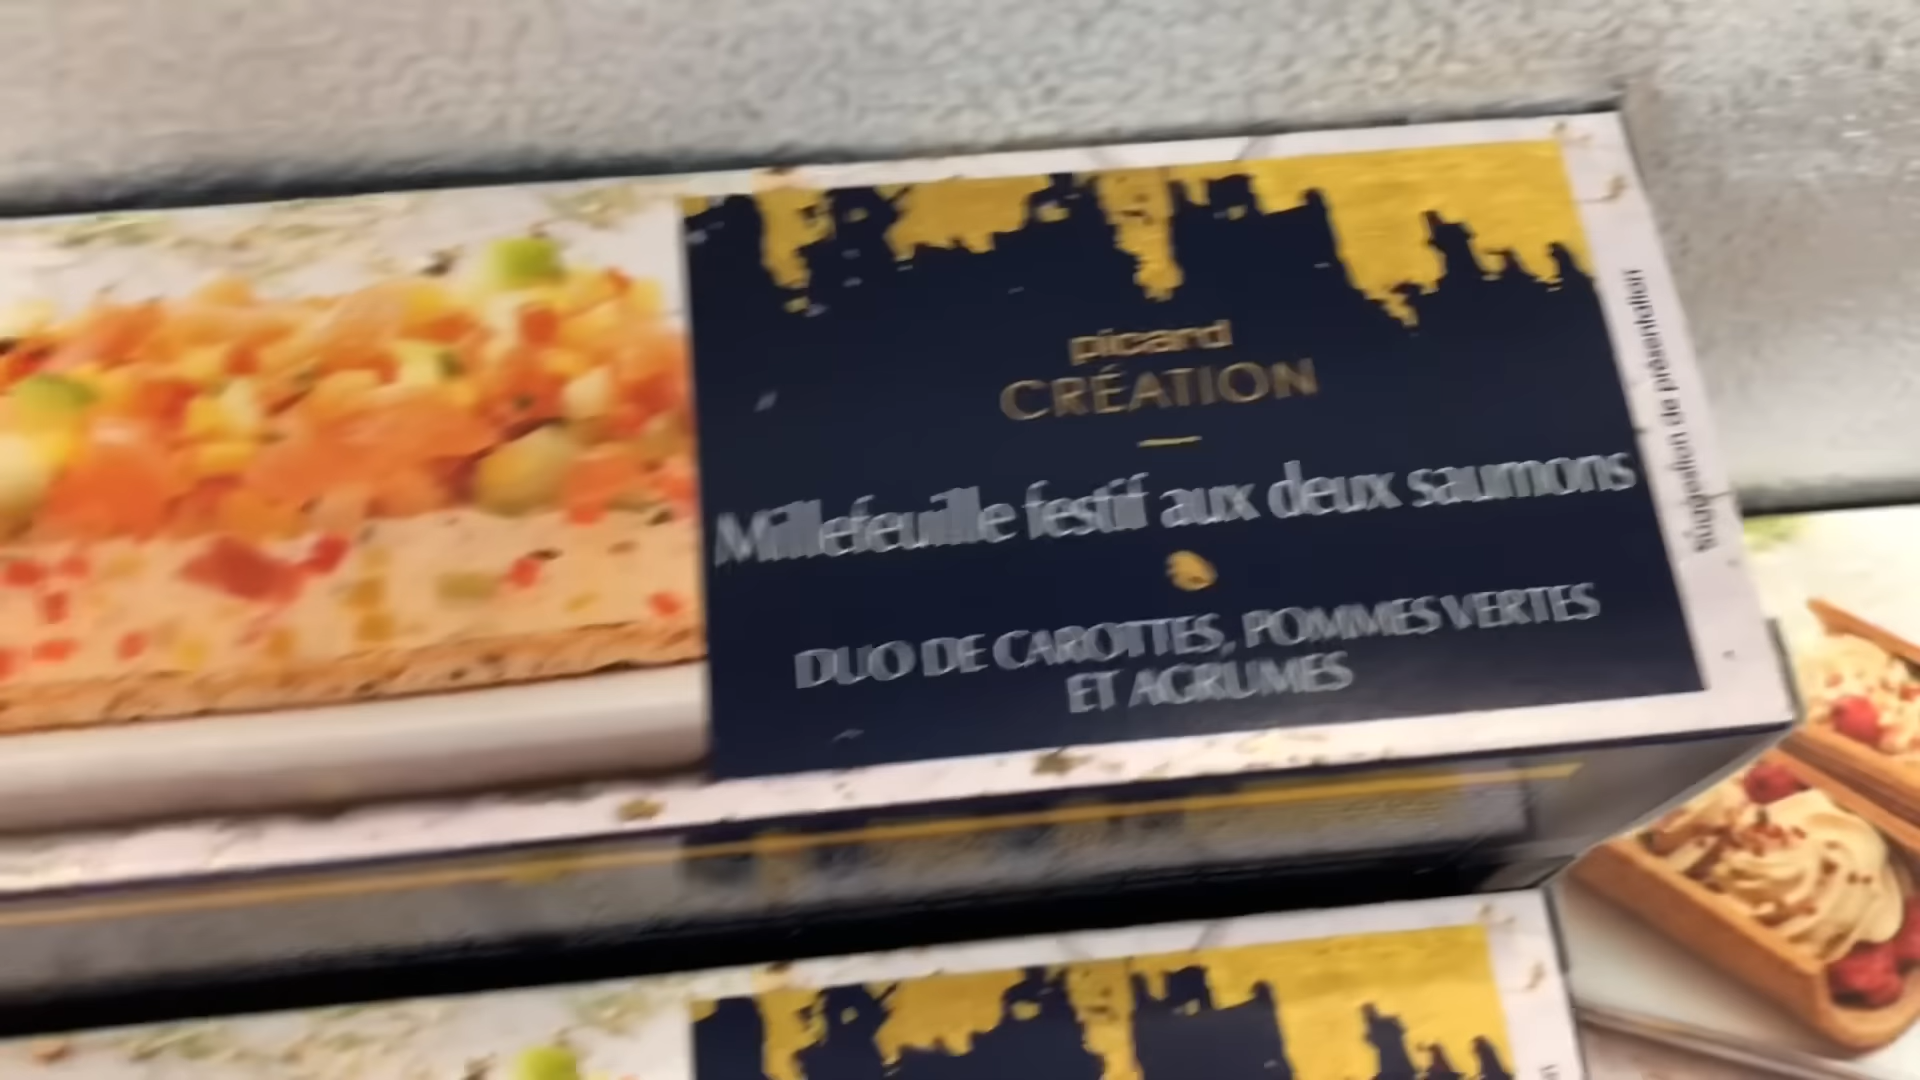 picard
CRÉATION
Millefeuille festif aux deux saumons
DUO DE CAROTTES, POMMES VERTES
ET AGRUMES
Suggestion de présentation